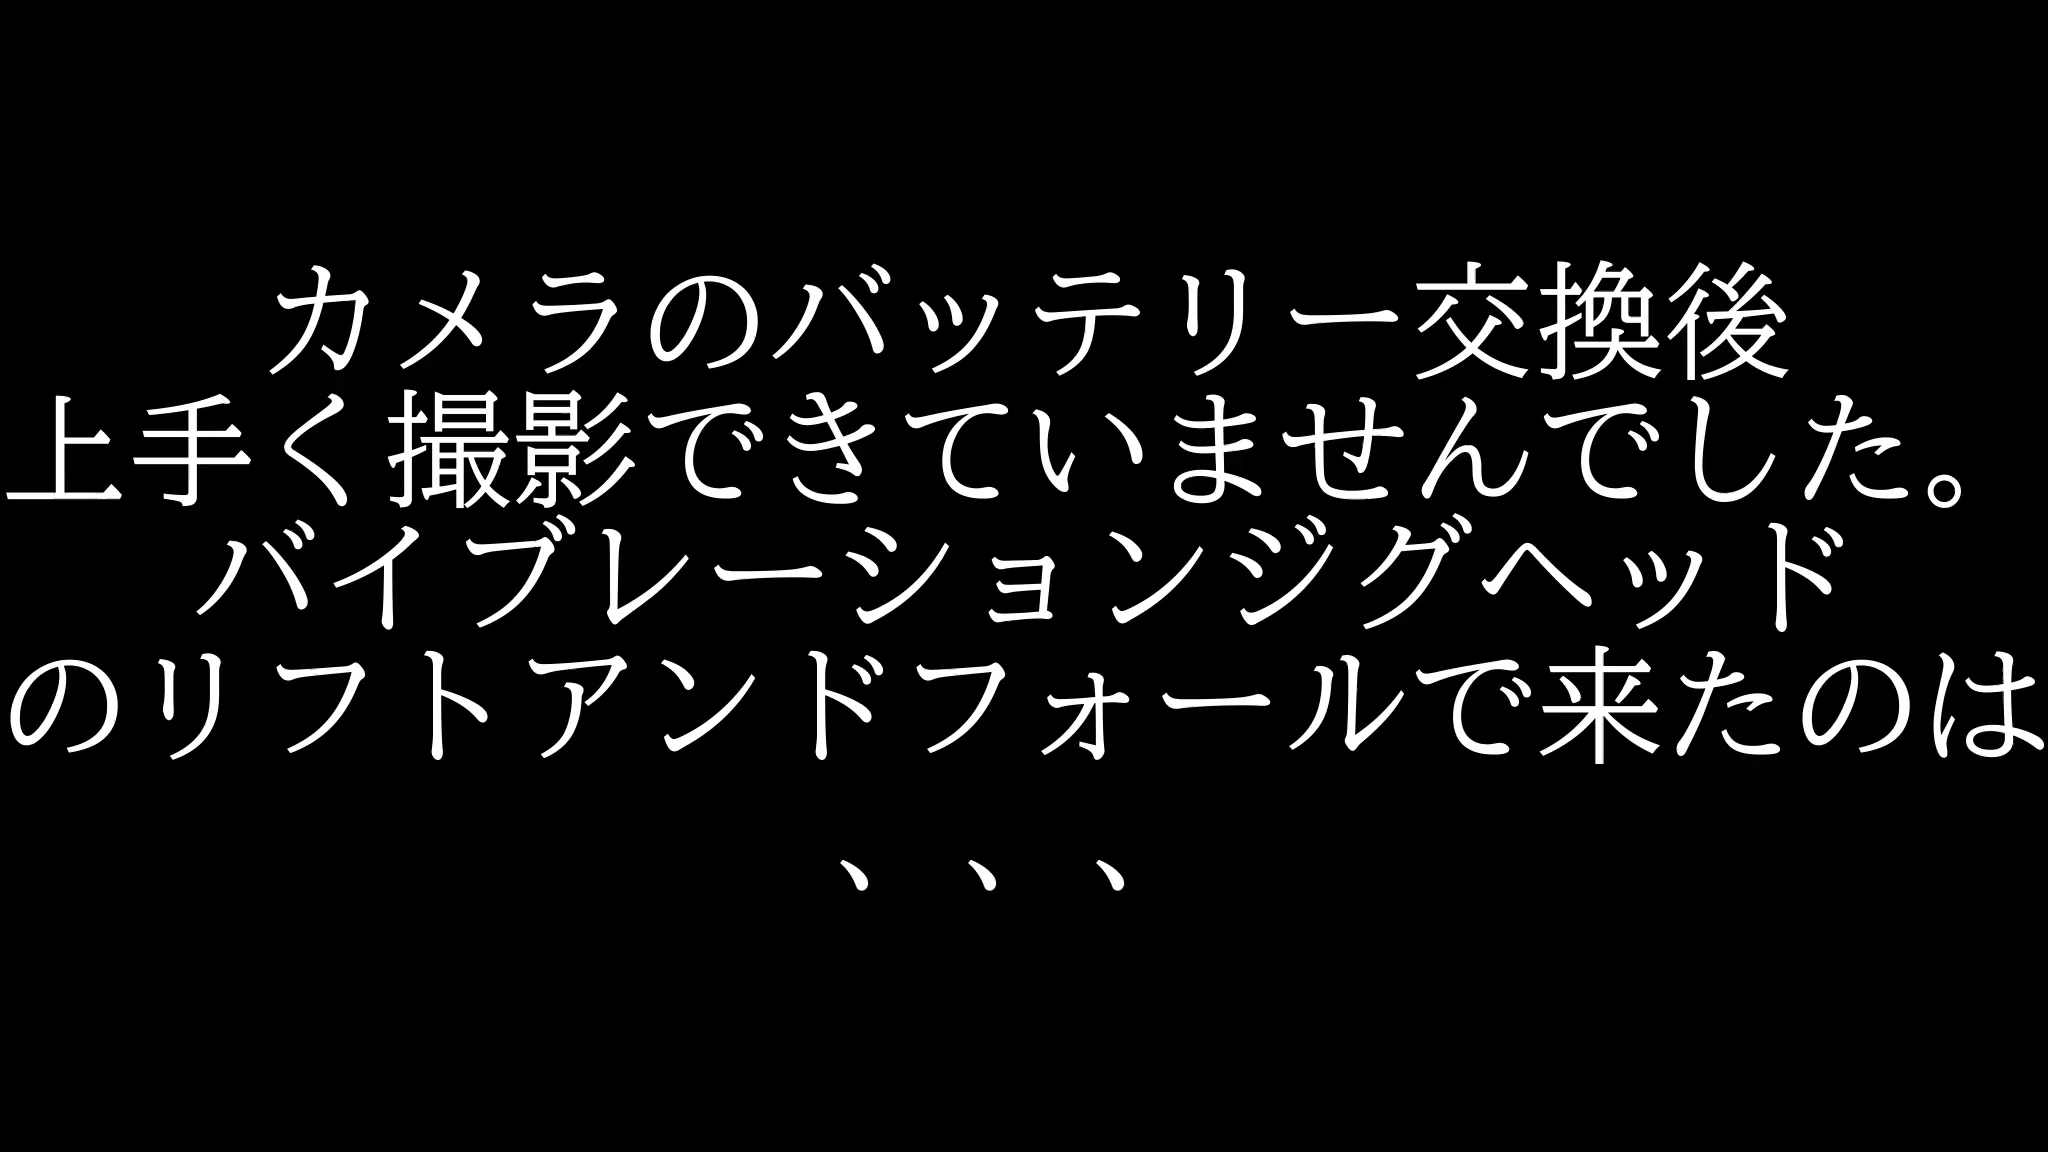 カメラのバッテリー交換後
上手く撮影できていませんでした。
バイブレーションジグヘッド
のリフトアンドフォールで来たのは
、、、